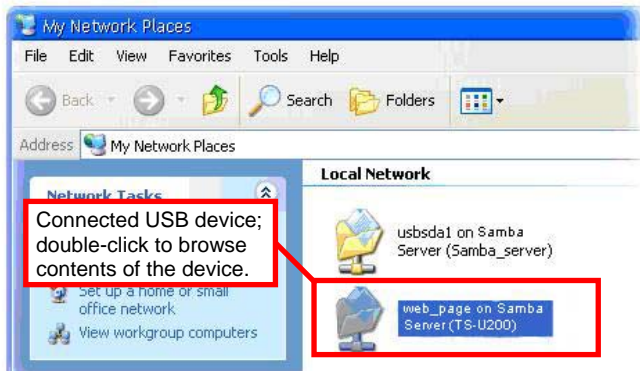 My Network Places
File Edit View Favorites Tools Help
Back Search Folders
Address My Network Places
Network Tasks
Connected USB device;
double-click to browse
contents of the device.
Set up a home or small
office network
View workgroup computers
Local Network
usbsda1 on Samba
Server (Samba_server)
web_page on Samba
Server (TS-U200)